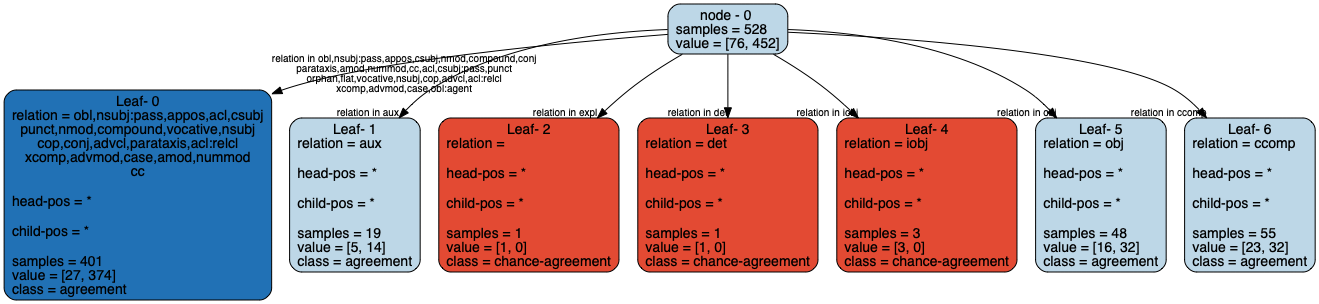 node - 0
samples = 528
value = [76, 452]
relation in obl,nsubj:pass,appos,csubj,nmod,compound,conj
parataxis,amod,nummod,cc,acl,csubj:pass,punct
orphan,flat,vocative,nsubj,cop,advcl,acl:relcl
xcomp,advmod,case,obl:agent
relation in aux
relation in expl
relation in det
relation in iobj
relation in obj
relation in ccomp
Leaf- 0
relation = obl,nsubj:pass,appos,acl,csubj
punct,nmod,compound,vocative,nsubj
cop,conj,advcl,parataxis,acl:relcl
xcomp,advmod,case,amod,nummod
cc
head-pos = *
child-pos = *
samples = 401
value = [27, 374]
class = agreement
Leaf- 1
relation = aux
head-pos = *
child-pos = *
samples = 19
value = [5, 14]
class = agreement
Leaf- 2
relation =
head-pos = *
child-pos = *
samples = 1
value = [1, 0]
class = chance-agreement
Leaf- 3
relation = det
head-pos = *
child-pos = *
samples = 1
value = [1, 0]
class = chance-agreement
Leaf- 4
relation = iobj
head-pos = *
child-pos = *
samples = 3
value = [3, 0]
class = chance-agreement
Leaf- 5
relation = obj
head-pos = *
child-pos = *
samples = 48
value = [16, 32]
class = agreement
Leaf- 6
relation = ccomp
head-pos = *
child-pos = *
samples = 55
value = [23, 32]
class = agreement